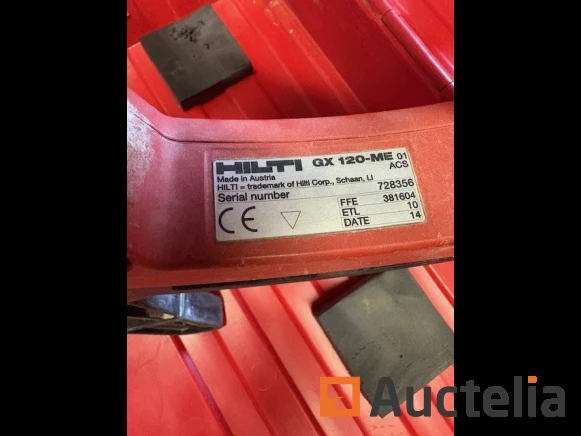 HILTI GX 120-ME 01
ACS
Made in Austria
HILTI = trademark of Hilti Corp., Schaan, LI
Serial number 728356
FFE 381604
ETL 10
DATE 14
CE
Auctelia